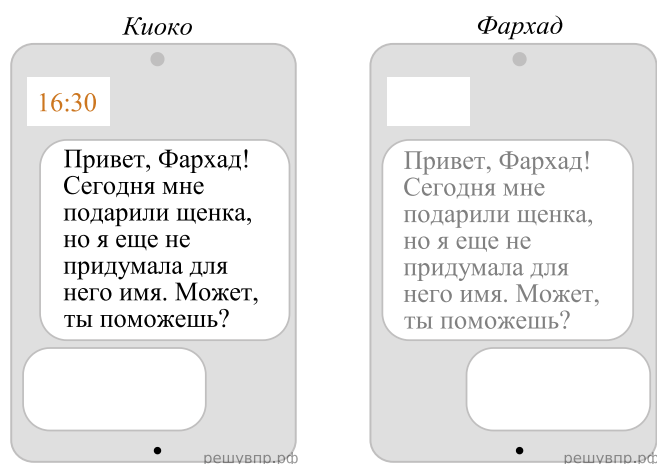 Киоко
Фархад
16:30
Привет, Фархад!
Сегодня мне
подарили щенка,
но я еще не
придумала для
него имя. Может,
ты поможешь?
Привет, Фархад!
Сегодня мне
подарили щенка,
но я еще не
придумала для
него имя. Может,
ты поможешь?
решувпр.рф
решувпр.рф